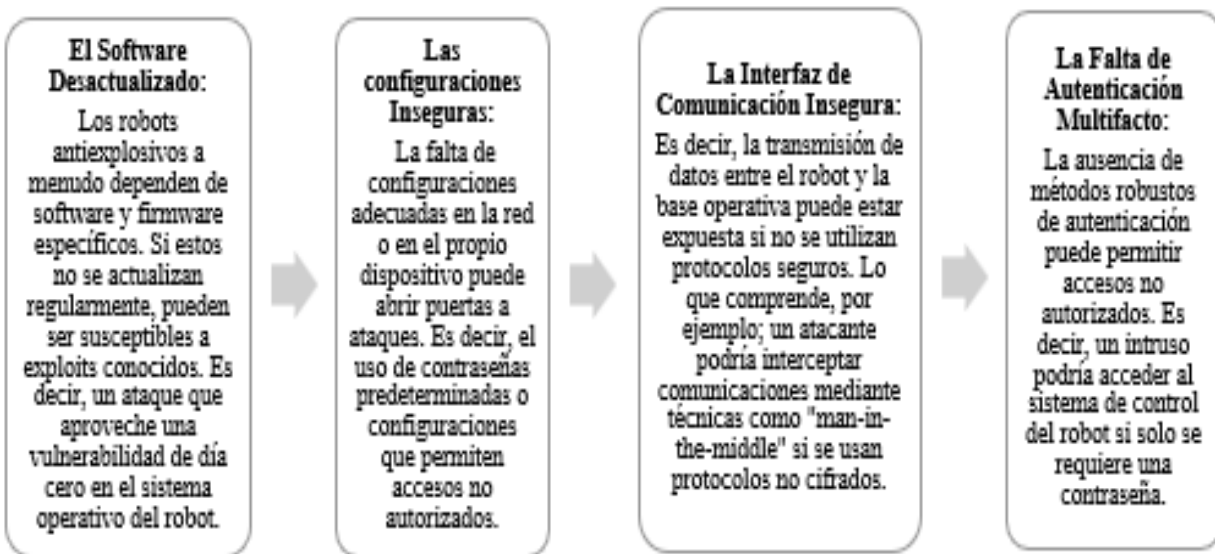 El Software
Desactualizado:
Los robots
antiexplosivos a
menudo dependen de
software y firmware
específicos. Si estos
no se actualizan
regularmente, pueden
ser susceptibles a
exploits conocidos. Es
decir, un ataque que
aproveche una
vulnerabilidad de día
cero en el sistema
operativo del robot.
Las
configuraciones
Inseguras:
La falta de
configuraciones
adecuadas en la red
o en el propio
dispositivo puede
abrir puertas a
ataques. Es decir, el
uso de contraseñas
predeterminadas o
configuraciones
que permiten
accesos no
autorizados.
La Interfaz de
Comunicación Insegura:
Es decir, la transmisión de
datos entre el robot y la
base operativa puede estar
expuesta si no se utilizan
protocolos seguros. Lo
que comprende, por
ejemplo; un atacante
podría interceptar
comunicaciones mediante
técnicas como "man-in-
the-middle" si se usan
protocolos no cifrados.
La Falta de
Autenticación
Multifacto:
La ausencia de
métodos robustos
de autenticación
puede permitir
accesos no
autorizados. Es
decir, un intruso
podría acceder al
sistema de control
del robot si solo se
requiere una
contraseña.